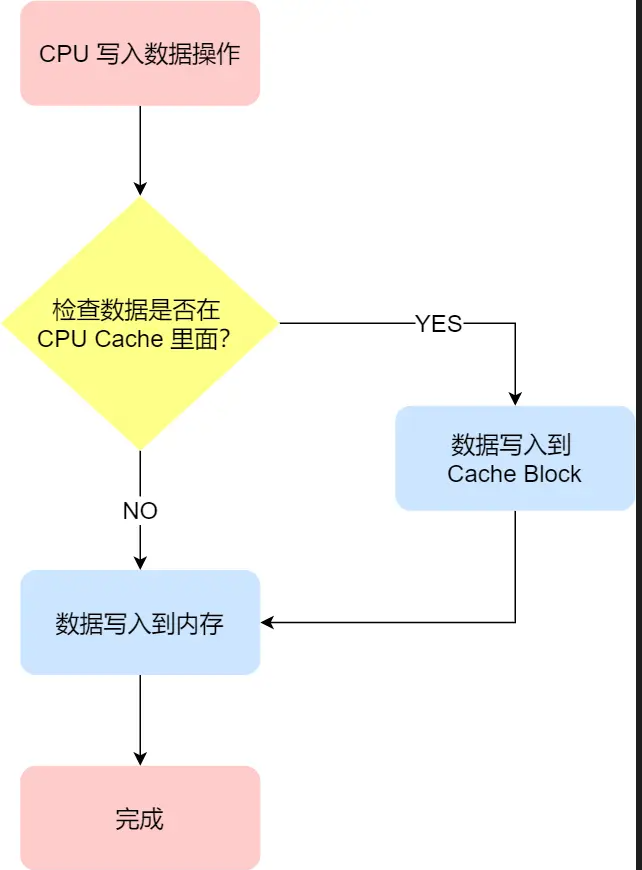 CPU 写入数据操作
检查数据是否在
CPU Cache 里面？
YES
数据写入到
Cache Block
NO
数据写入到内存
完成